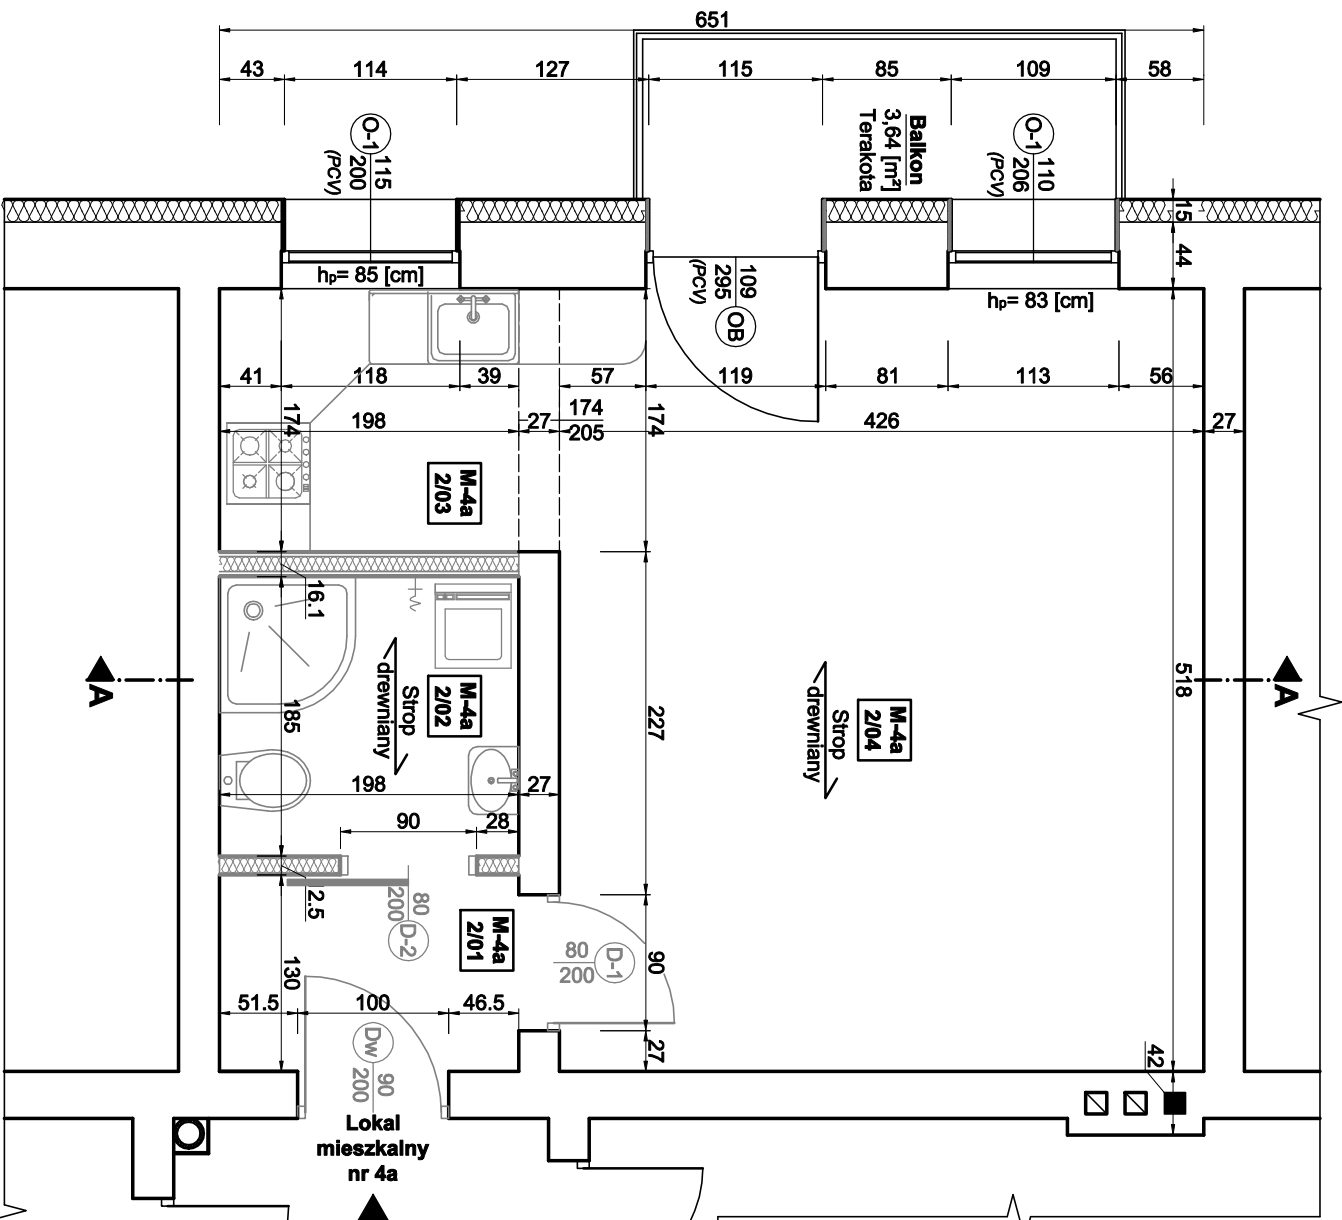 651
43
114
127
115
85
109
58
O-1
115
200
(PCV)
Balkon
3,64 [m²]
Terakota
O-1
110
206
(PCV)
15
44
hp= 85 [cm]
109
295
(PCV)
OB
hp= 83 [cm]
41
118
39
57
119
81
113
56
174
198
27
174
205
174
426
27
M-4a
2/03
16.1
518
A
A
M-4a
2/02
Strop
drewniany
185
227
M-4a
2/04
Strop
drewniany
198
27
90
28
2.5
80
200
D-2
M-4a
2/01
80
200
D-1
90
130
51.5
100
46.5
27
42
Dw
90
200
Lokal
mieszkalny
nr 4a